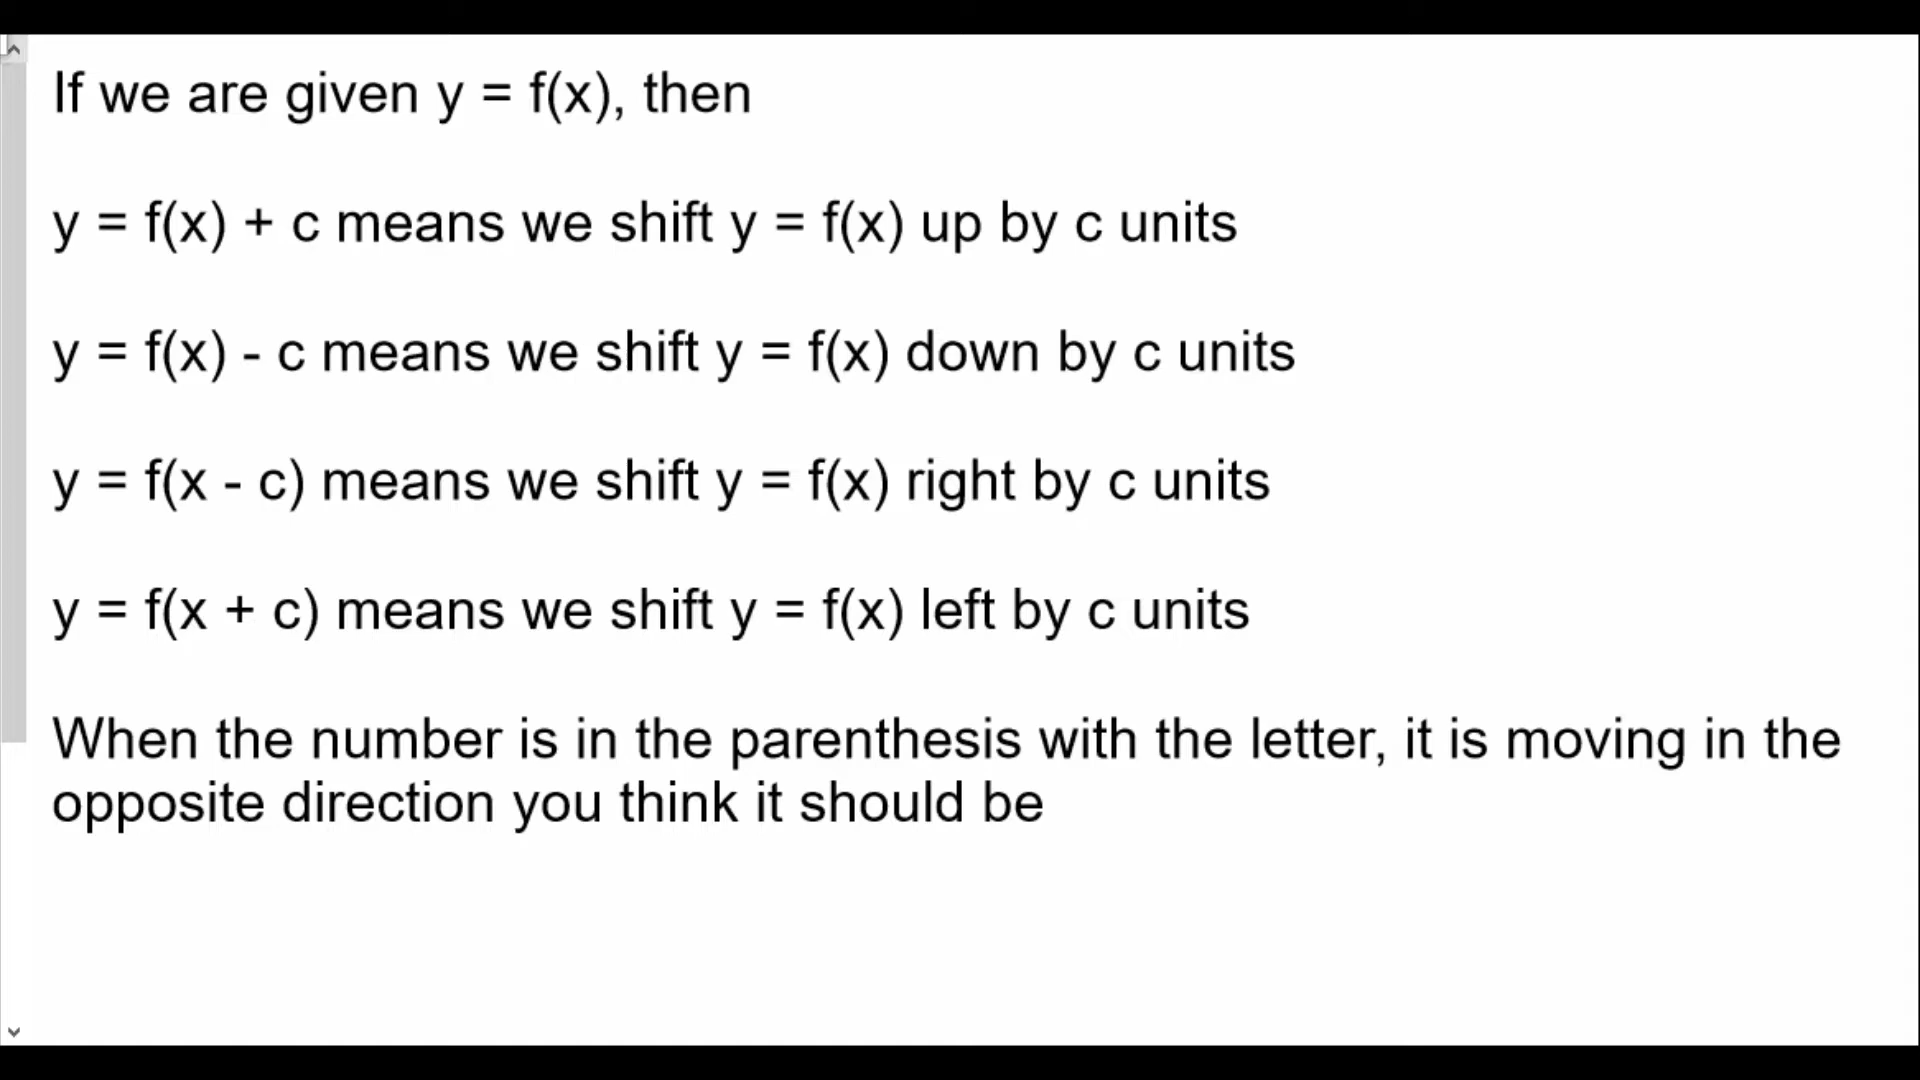 If we are given y = f(x), then
y = f(x) + c means we shift y = f(x) up by c units
y = f(x) - c means we shift y = f(x) down by c units
y = f(x - c) means we shift y = f(x) right by c units
y = f(x + c) means we shift y = f(x) left by c units
When the number is in the parenthesis with the letter, it is moving in the
opposite direction you think it should be